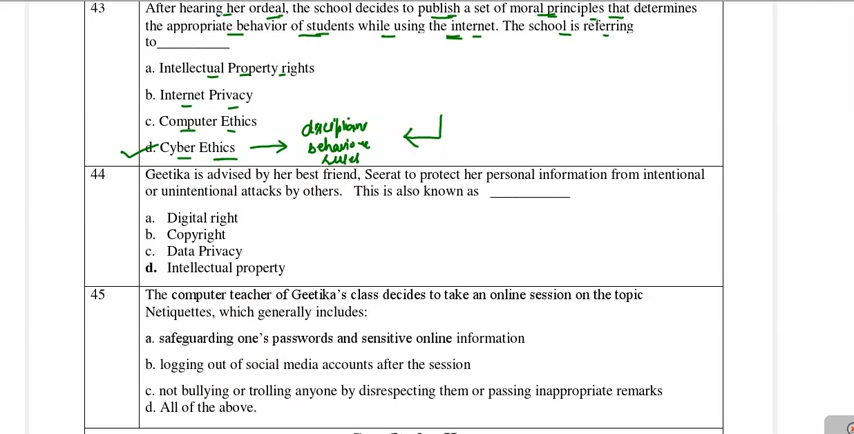 43
After hearing her ordeal, the school decides to publish a set of moral principles that determines
the appropriate behavior of students while using the internet. The school is referring
to__________
a. Intellectual Property rights
b. Internet Privacy
c. Computer Ethics
d. Cyber Ethics
behaviour
rules
44
Geetika is advised by her best friend, Seerat to protect her personal information from intentional
or unintentional attacks by others. This is also known as ___________
a. Digital right
b. Copyright
c. Data Privacy
d. Intellectual property
45
The computer teacher of Geetika's class decides to take an online session on the topic
Netiquettes, which generally includes:
a. safeguarding one's passwords and sensitive online information
b. logging out of social media accounts after the session
c. not bullying or trolling anyone by disrespecting them or passing inappropriate remarks
d. All of the above.